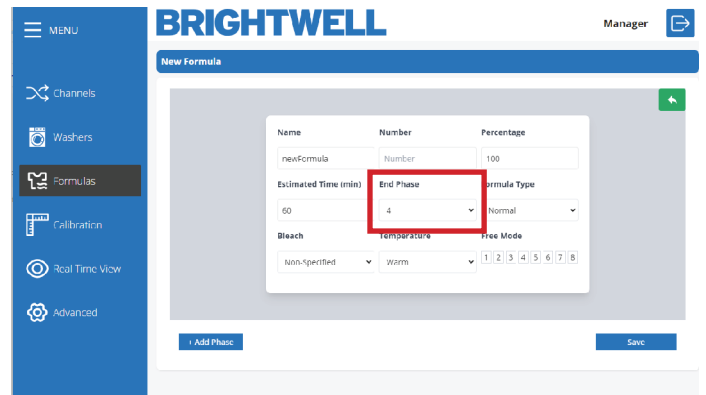 MENU
BRIGHTWELL
Manager
New Formula
Channels
Washers
Formulas
Calibration
Real Time View
Advanced
Name
Number
Percentage
newFormula
Number
100
Estimated Time (min)
End Phase
Formula Type
60
4
Normal
Bleach
Temperature
Free Mode
Non-Specified
Warm
1 2 3 4 5 6 7 8
+ Add Phase
Save